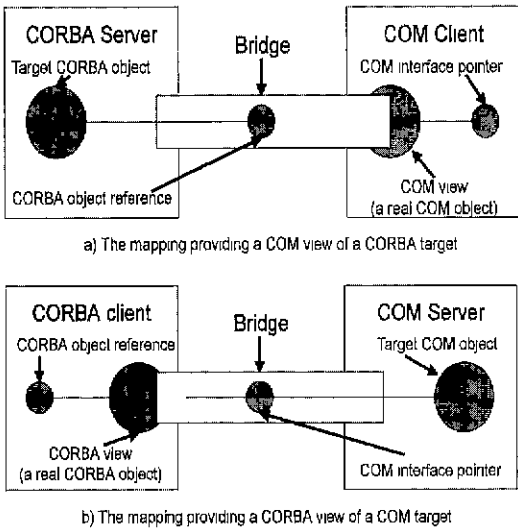 CORBA Server
Target CORBA object
Bridge
COM Client
COM interface pointer
CORBA object reference
COM view
(a real COM object)
a) The mapping providing a COM view of a CORBA target
CORBA client
CORBA object reference
Bridge
COM Server
Target COM object
CORBA view
(a real CORBA object)
COM interface pointer
b) The mapping providing a CORBA view of a COM target